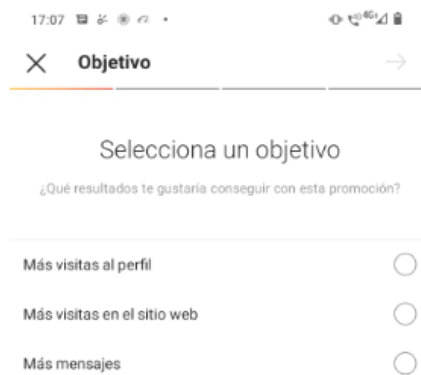 17:07 4G+
Objetivo
Selecciona un objetivo
¿Qué resultados te gustaría conseguir con esta promoción?
Más visitas al perfil
Más visitas en el sitio web
Más mensajes